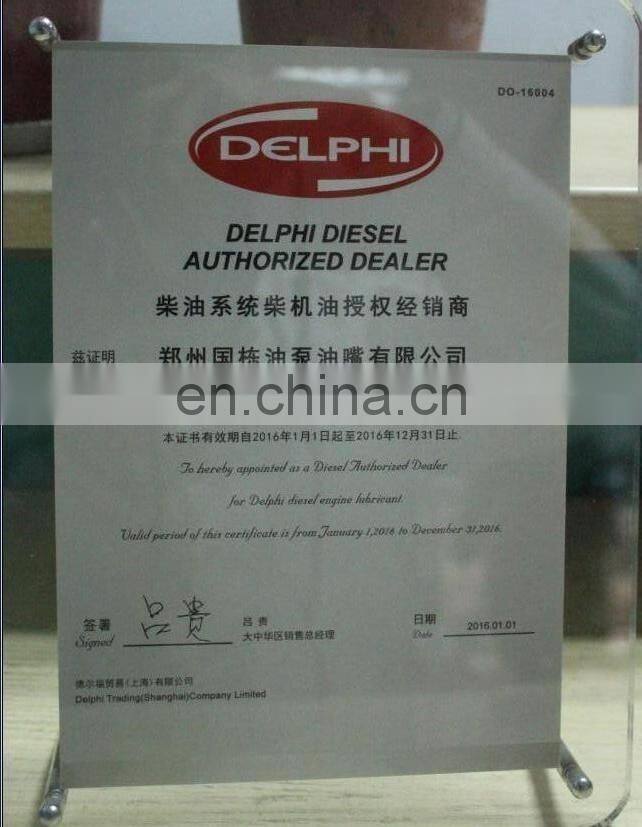 DO-16004
DELPHI
DELPHI DIESEL
AUTHORIZED DEALER
柴油系统柴机油授权经销商
兹证明 郑州国栋油泵油嘴有限公司
en.china.cn
本证书有效期自2016年1月1日起至2016年12月31日止.
To hereby appointed as a Diesel Authorized Dealer
for Delphi diesel engine lubricant.
Valid period of this certificate is from January 1,2016 to December 31,2016.
签署 吕贵 吕 贵 日期 2016.01.01
Signed 大中华区销售总经理 Date
德尔福贸易(上海)有限公司
Delphi Trading(Shanghai)Company Limited